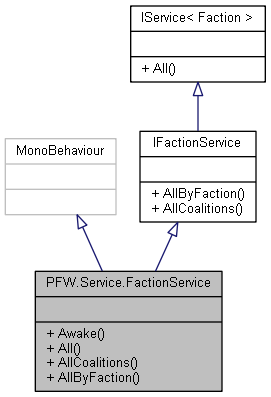 IService< Faction >
+ All()
MonoBehaviour
IFactionService
+ AllByFaction()
+ AllCoalitions()
PFW.Service.FactionService
+ Awake()
+ All()
+ AllCoalitions()
+ AllByFaction()